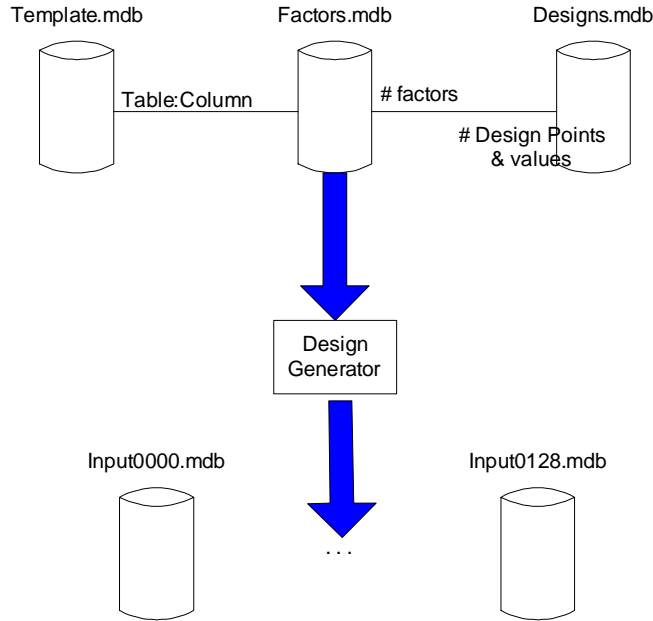 Template.mdb
Factors.mdb
Designs.mdb
Table:Column
# factors
# Design Points
& values
Design
Generator
Input0000.mdb
Input0128.mdb
. . .